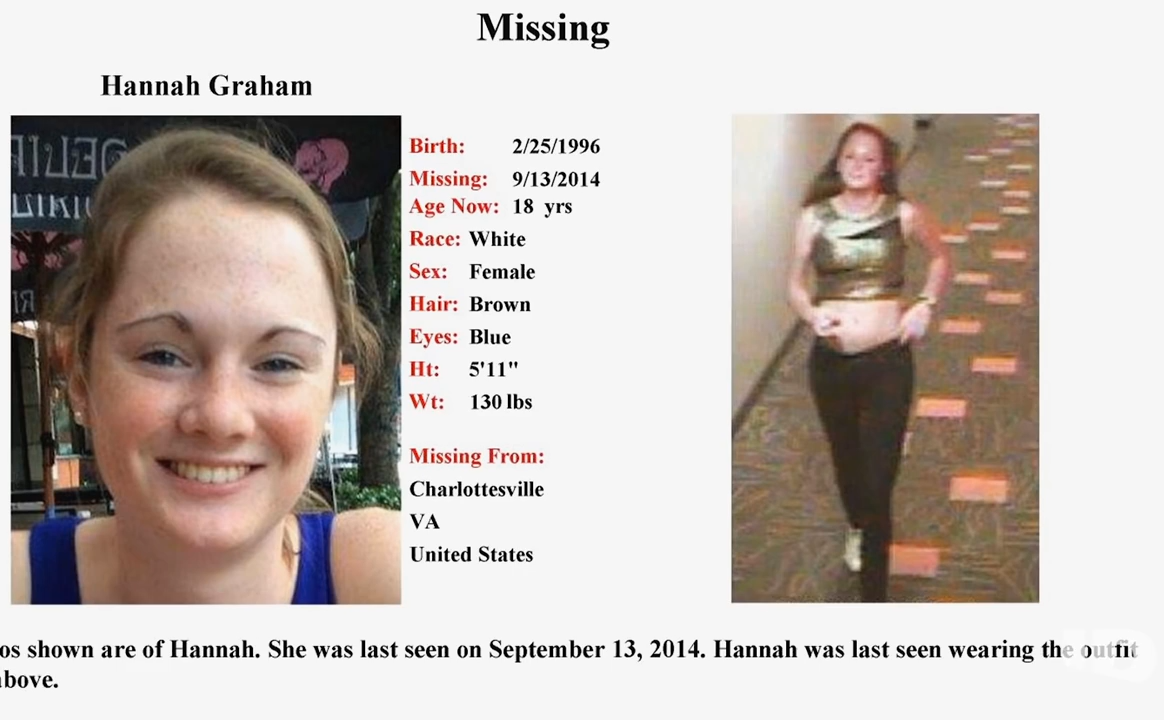 Missing
Hannah Graham
Birth: 2/25/1996
Missing: 9/13/2014
Age Now: 18 yrs
Race: White
Sex: Female
Hair: Brown
Eyes: Blue
Ht: 5'11"
Wt: 130 lbs
Missing From:
Charlottesville
VA
United States
os shown are of Hannah. She was last seen on September 13, 2014. Hannah was last seen wearing the outfit
bove.